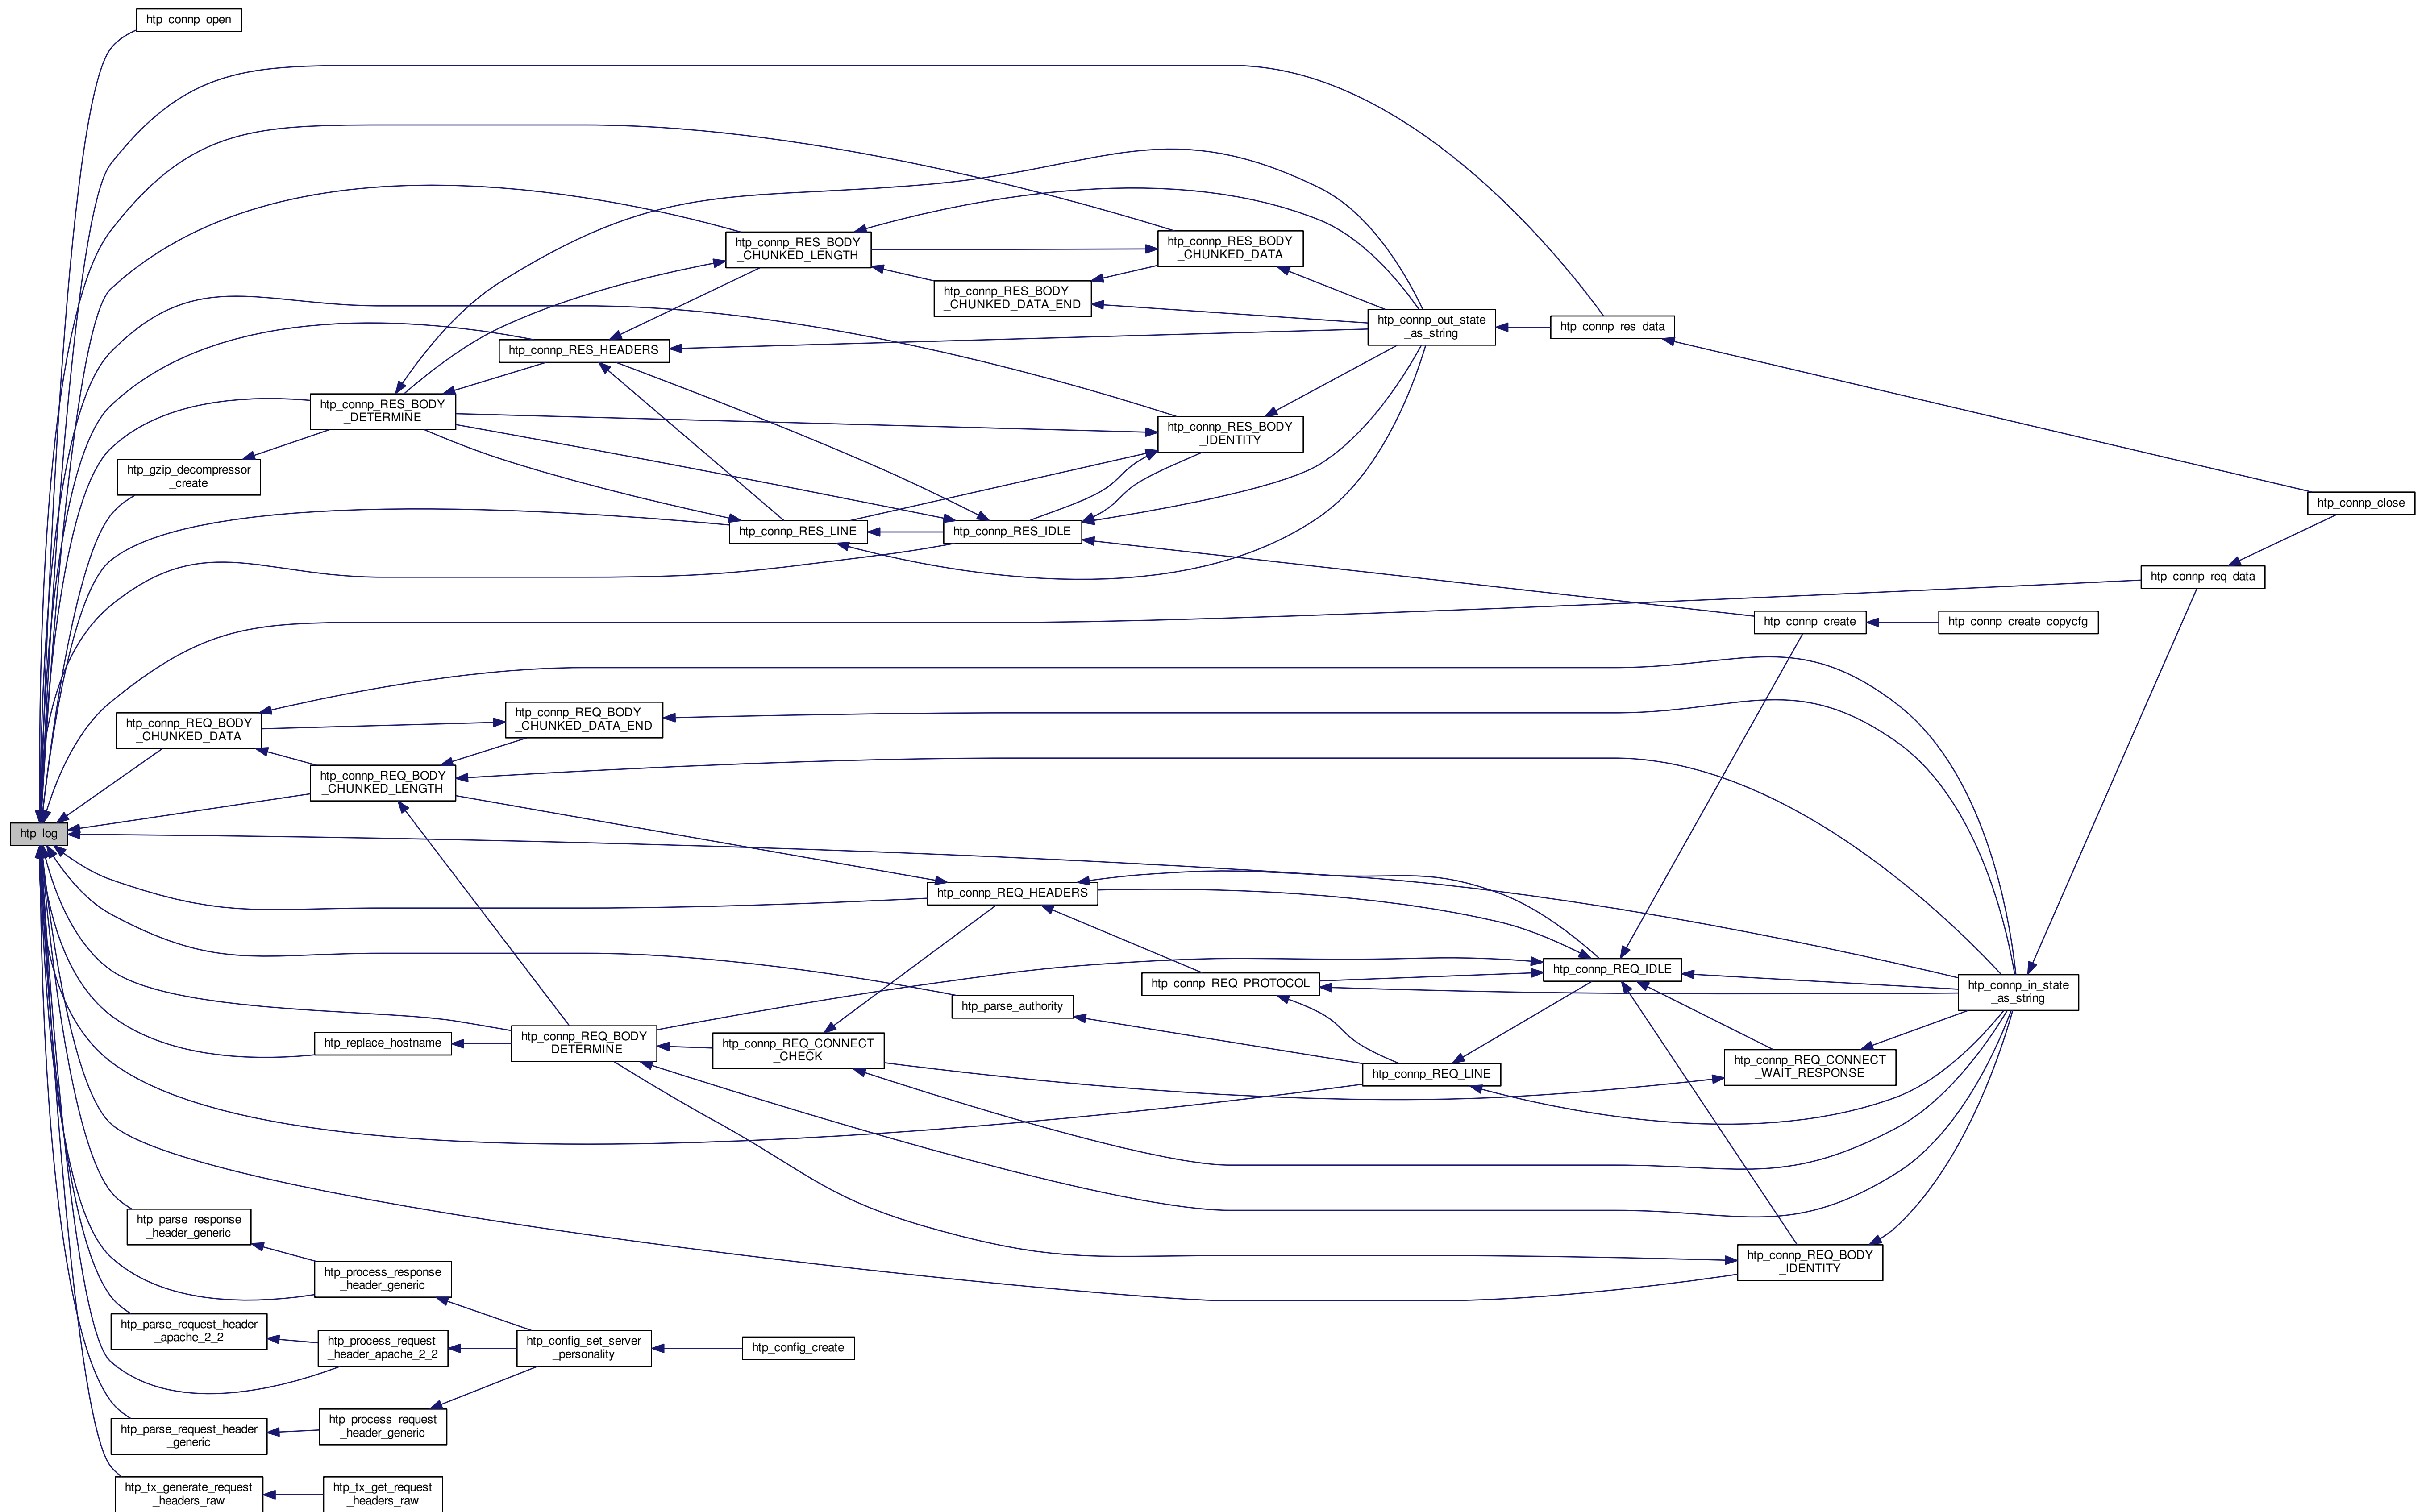 htp_connp_open
htp_connp_RES_BODY
_CHUNKED_LENGTH
htp_connp_RES_BODY
_CHUNKED_DATA
htp_connp_RES_BODY
_CHUNKED_DATA_END
htp_connp_out_state
_as_string
htp_connp_res_data
htp_connp_RES_HEADERS
htp_connp_RES_BODY
_DETERMINE
htp_connp_RES_BODY
_IDENTITY
htp_gzip_decompressor
_create
htp_connp_close
htp_connp_RES_LINE
htp_connp_RES_IDLE
htp_connp_req_data
htp_connp_create
htp_connp_create_copycfg
htp_connp_REQ_BODY
_CHUNKED_DATA
htp_connp_REQ_BODY
_CHUNKED_DATA_END
htp_connp_REQ_BODY
_CHUNKED_LENGTH
htp_log
htp_connp_REQ_HEADERS
htp_connp_REQ_IDLE
htp_connp_REQ_PROTOCOL
htp_connp_in_state
_as_string
htp_parse_authority
htp_replace_hostname
htp_connp_REQ_BODY
_DETERMINE
htp_connp_REQ_CONNECT
_CHECK
htp_connp_REQ_LINE
htp_connp_REQ_CONNECT
_WAIT_RESPONSE
htp_parse_response
_header_generic
htp_connp_REQ_BODY
_IDENTITY
htp_process_response
_header_generic
htp_parse_request_header
_apache_2_2
htp_process_request
_header_apache_2_2
htp_config_set_server
_personality
htp_config_create
htp_parse_request_header
_generic
htp_process_request
_header_generic
htp_tx_generate_request
_headers_raw
htp_tx_get_request
_headers_raw